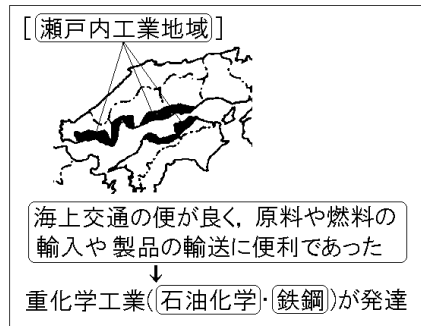 [瀬戸内工業地域]
海上交通の便が良く，原料や燃料の
輸入や製品の輸送に便利であった
↓
重化学工業(石油化学・鉄鋼)が発達